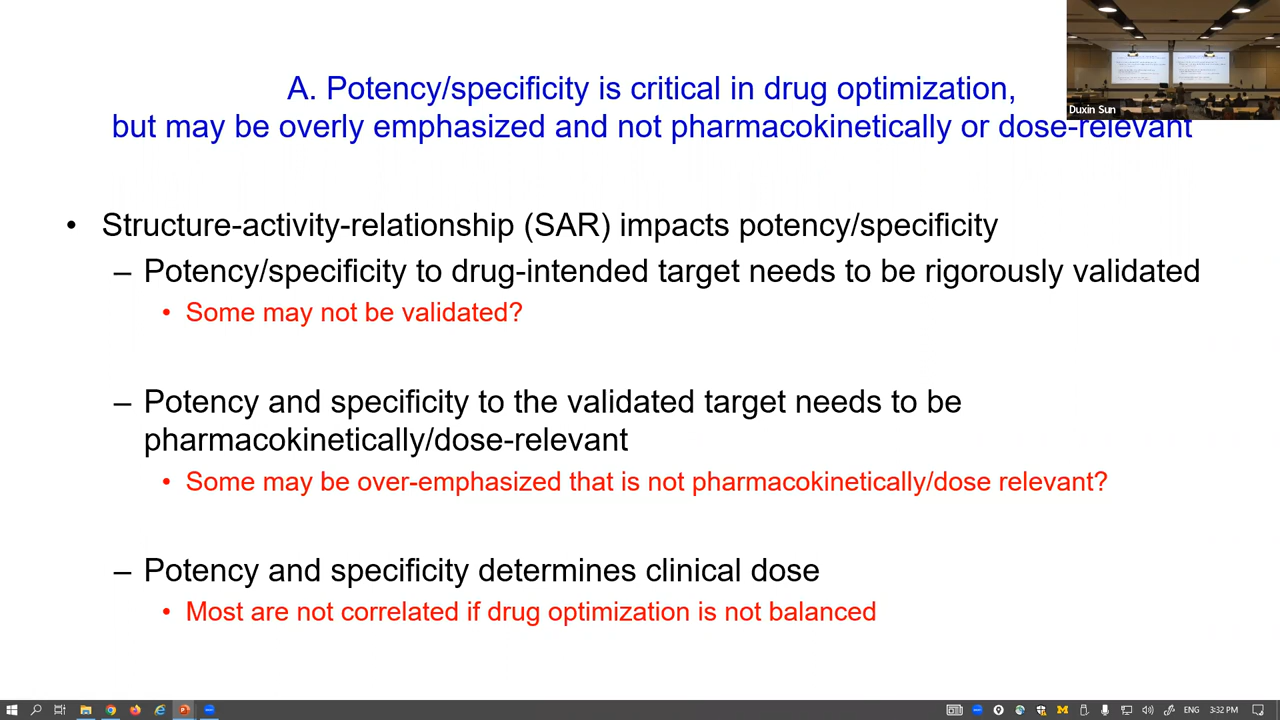 A. Potency/specificity is critical in drug optimization,
but may be overly emphasized and not pharmacokinetically or dose-relevant
Duxin Sun
• Structure-activity-relationship (SAR) impacts potency/specificity
– Potency/specificity to drug-intended target needs to be rigorously validated
• Some may not be validated?
– Potency and specificity to the validated target needs to be
pharmacokinetically/dose-relevant
• Some may be over-emphasized that is not pharmacokinetically/dose relevant?
– Potency and specificity determines clinical dose
• Most are not correlated if drug optimization is not balanced
ENG 3:32 PM